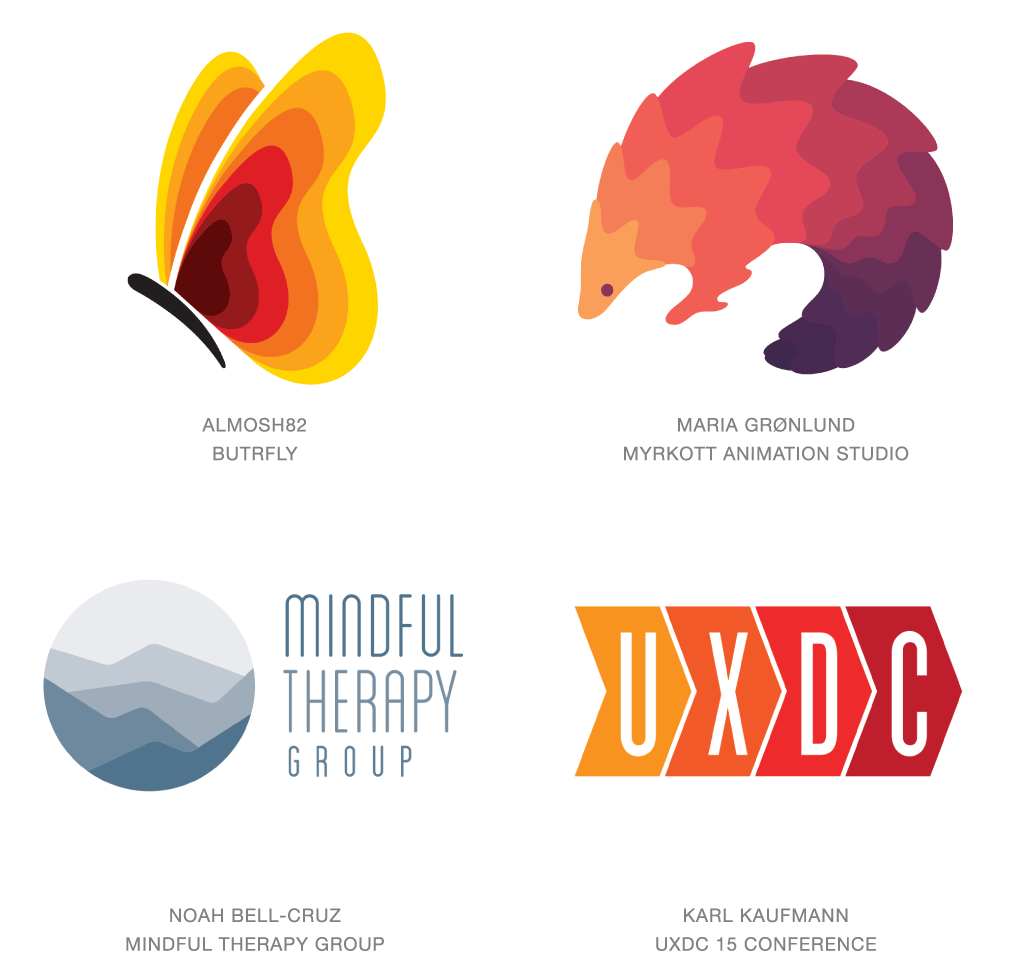 ALMOSH82
BUTRFLY
MARIA GRØNLUND
MYRKOTT ANIMATION STUDIO
MINDFUL
THERAPY
GROUP
UXDC
NOAH BELL-CRUZ
MINDFUL THERAPY GROUP
KARL KAUFMANN
UXDC 15 CONFERENCE